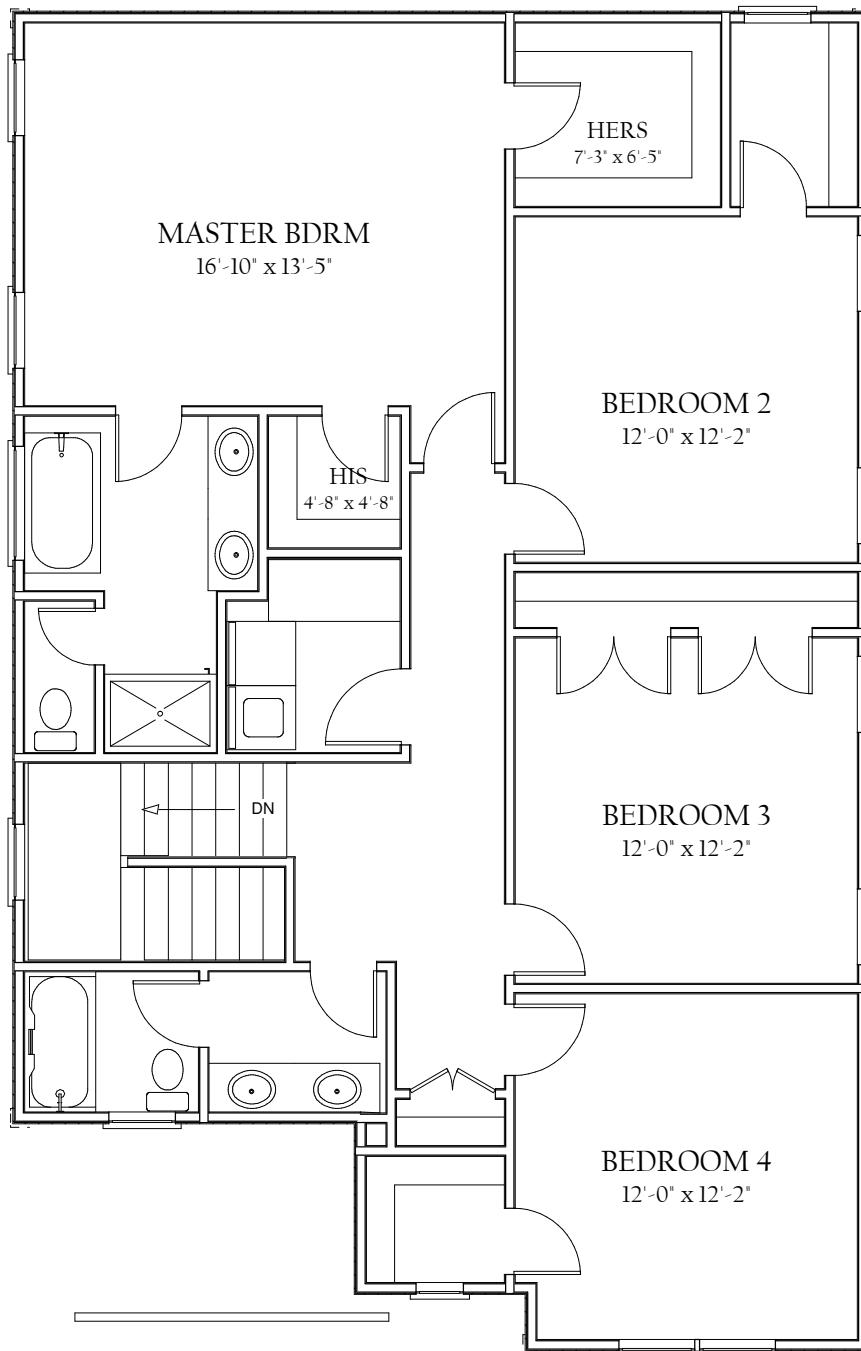 HERS
7'-3" x 6'-5"
MASTER BDRM
16'-10" x 13'-5"
BEDROOM 2
12'-0" x 12'-2"
HIS
4'-8" x 4'-8"
DN
BEDROOM 3
12'-0" x 12'-2"
BEDROOM 4
12'-0" x 12'-2"